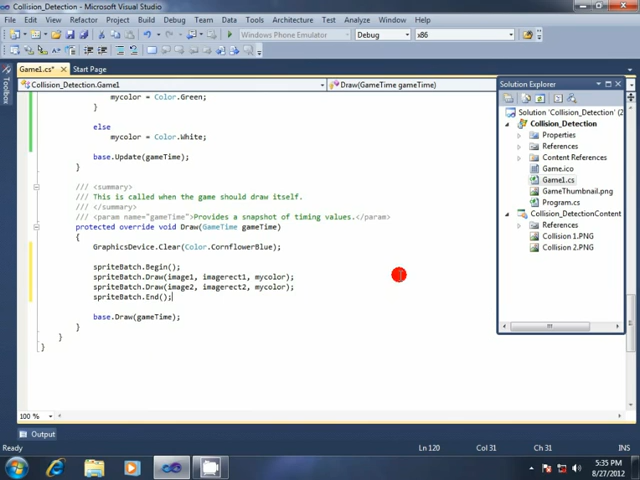 Collision_Detection - Microsoft Visual Studio
File Edit View Refactor Project Build Debug Team Data Tools Architecture Test Analyze Window Help
Windows Phone Emulator Debug x86
Game1.cs* Start Page
Collision_Detection.Game1 Draw(GameTime gameTime)
Toolbox
mycolor = Color.Green;
}
else
mycolor = Color.White;
base.Update(gameTime);
}
/// <summary>
/// This is called when the game should draw itself.
/// </summary>
/// <param name="gameTime">Provides a snapshot of timing values.</param>
protected override void Draw(GameTime gameTime)
{
GraphicsDevice.Clear(Color.CornflowerBlue);
spriteBatch.Begin();
spriteBatch.Draw(image1, imagerect1, mycolor);
spriteBatch.Draw(image2, imagerect2, mycolor);
spriteBatch.End();
base.Draw(gameTime);
}
}
}
Solution Explorer
Solution 'Collision_Detection' (2
Collision_Detection
Properties
References
Content References
Game.ico
Game1.cs
GameThumbnail.png
Program.cs
Collision_DetectionContent
References
Collision 1.PNG
Collision 2.PNG
100 %
Output
Ready Ln 120 Col 31 Ch 31 INS
5:35 PM
8/27/2012